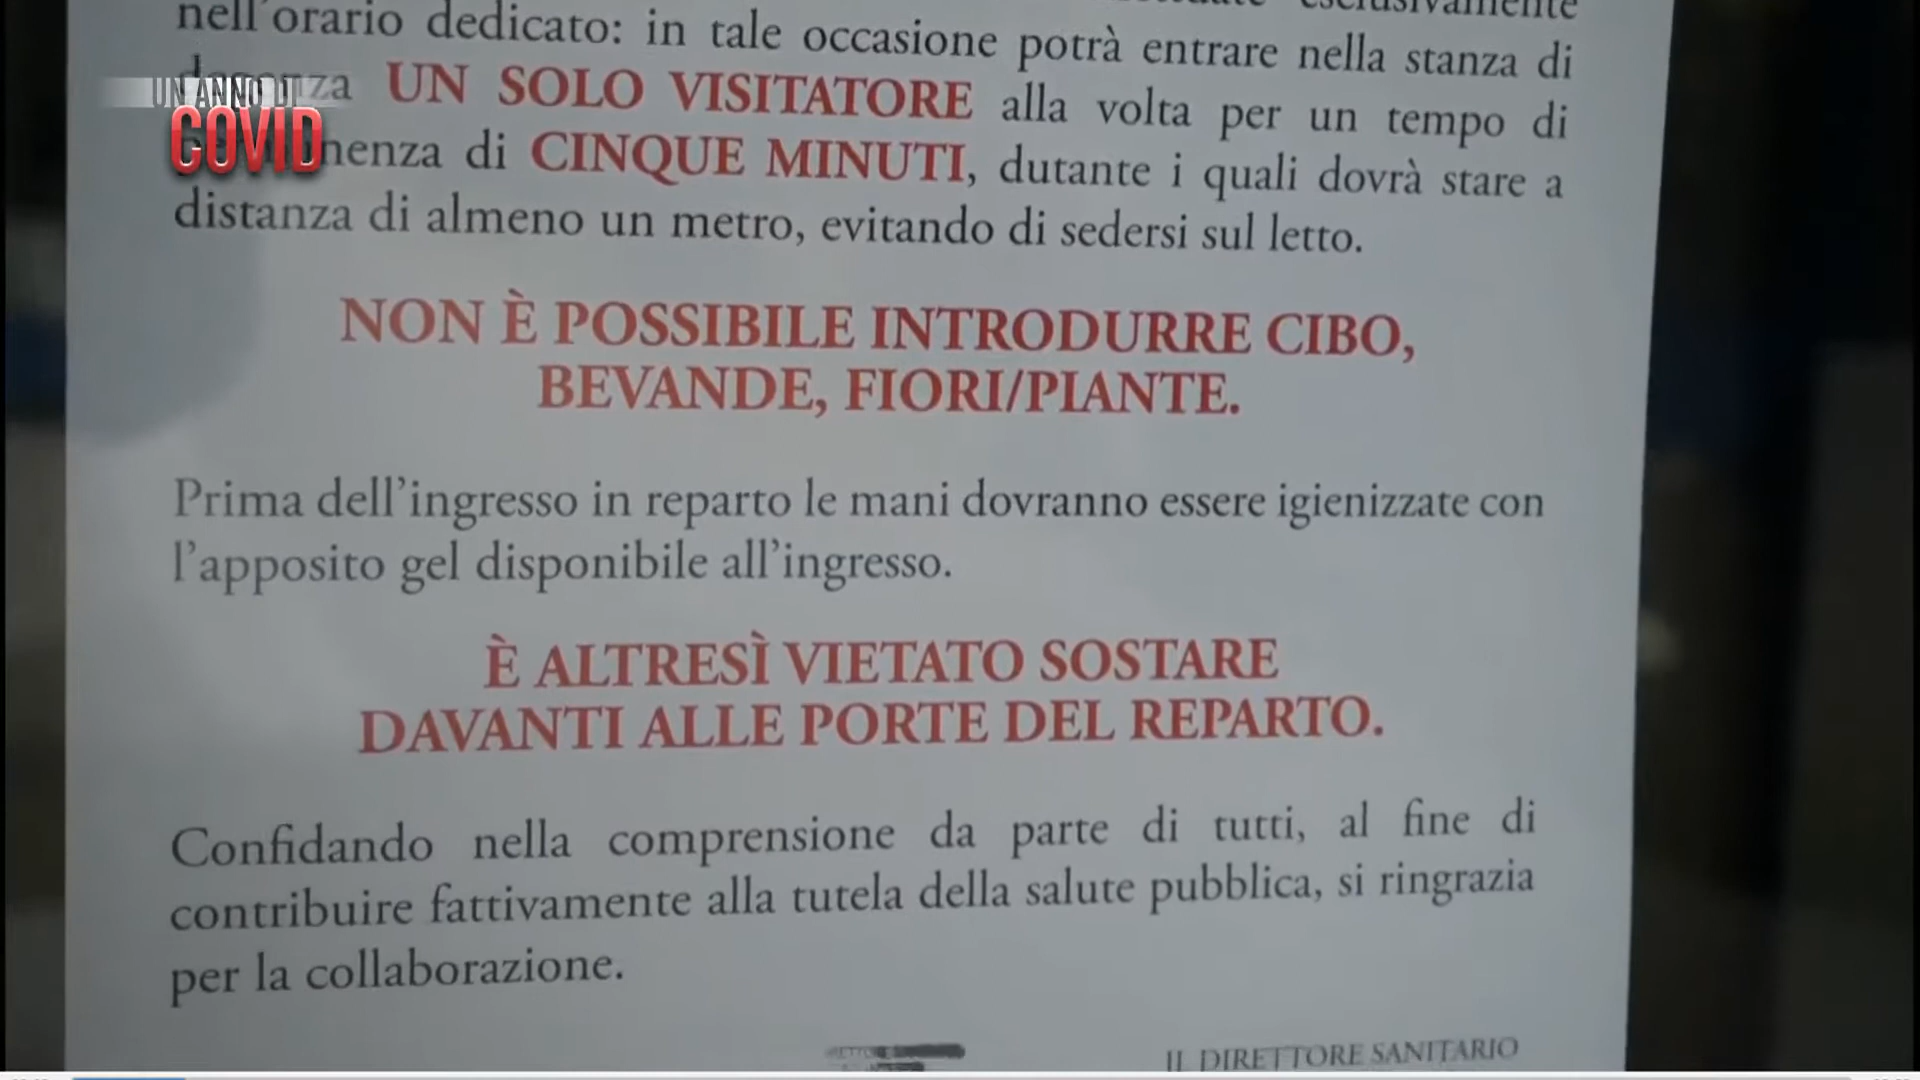 esclusivamente
nell'orario dedicato: in tale occasione potrà entrare nella stanza di
UN SOLO VISITATORE alla volta per un tempo di
di CINQUE MINUTI, dutante i quali dovrà stare a
distanza di almeno un metro, evitando di sedersi sul letto.
UN ANNO DI
COVID
NON È POSSIBILE INTRODURRE CIBO,
BEVANDE, FIORI/PIANTE.
Prima dell'ingresso in reparto le mani dovranno essere igienizzate con
l'apposito gel disponibile all'ingresso.
È ALTRESÌ VIETATO SOSTARE
DAVANTI ALLE PORTE DEL REPARTO.
Confidando nella comprensione da parte di tutti, al fine di
contribuire fattivamente alla tutela della salute pubblica, si ringrazia
per la collaborazione.
IL DIRETTORE SANITARIO